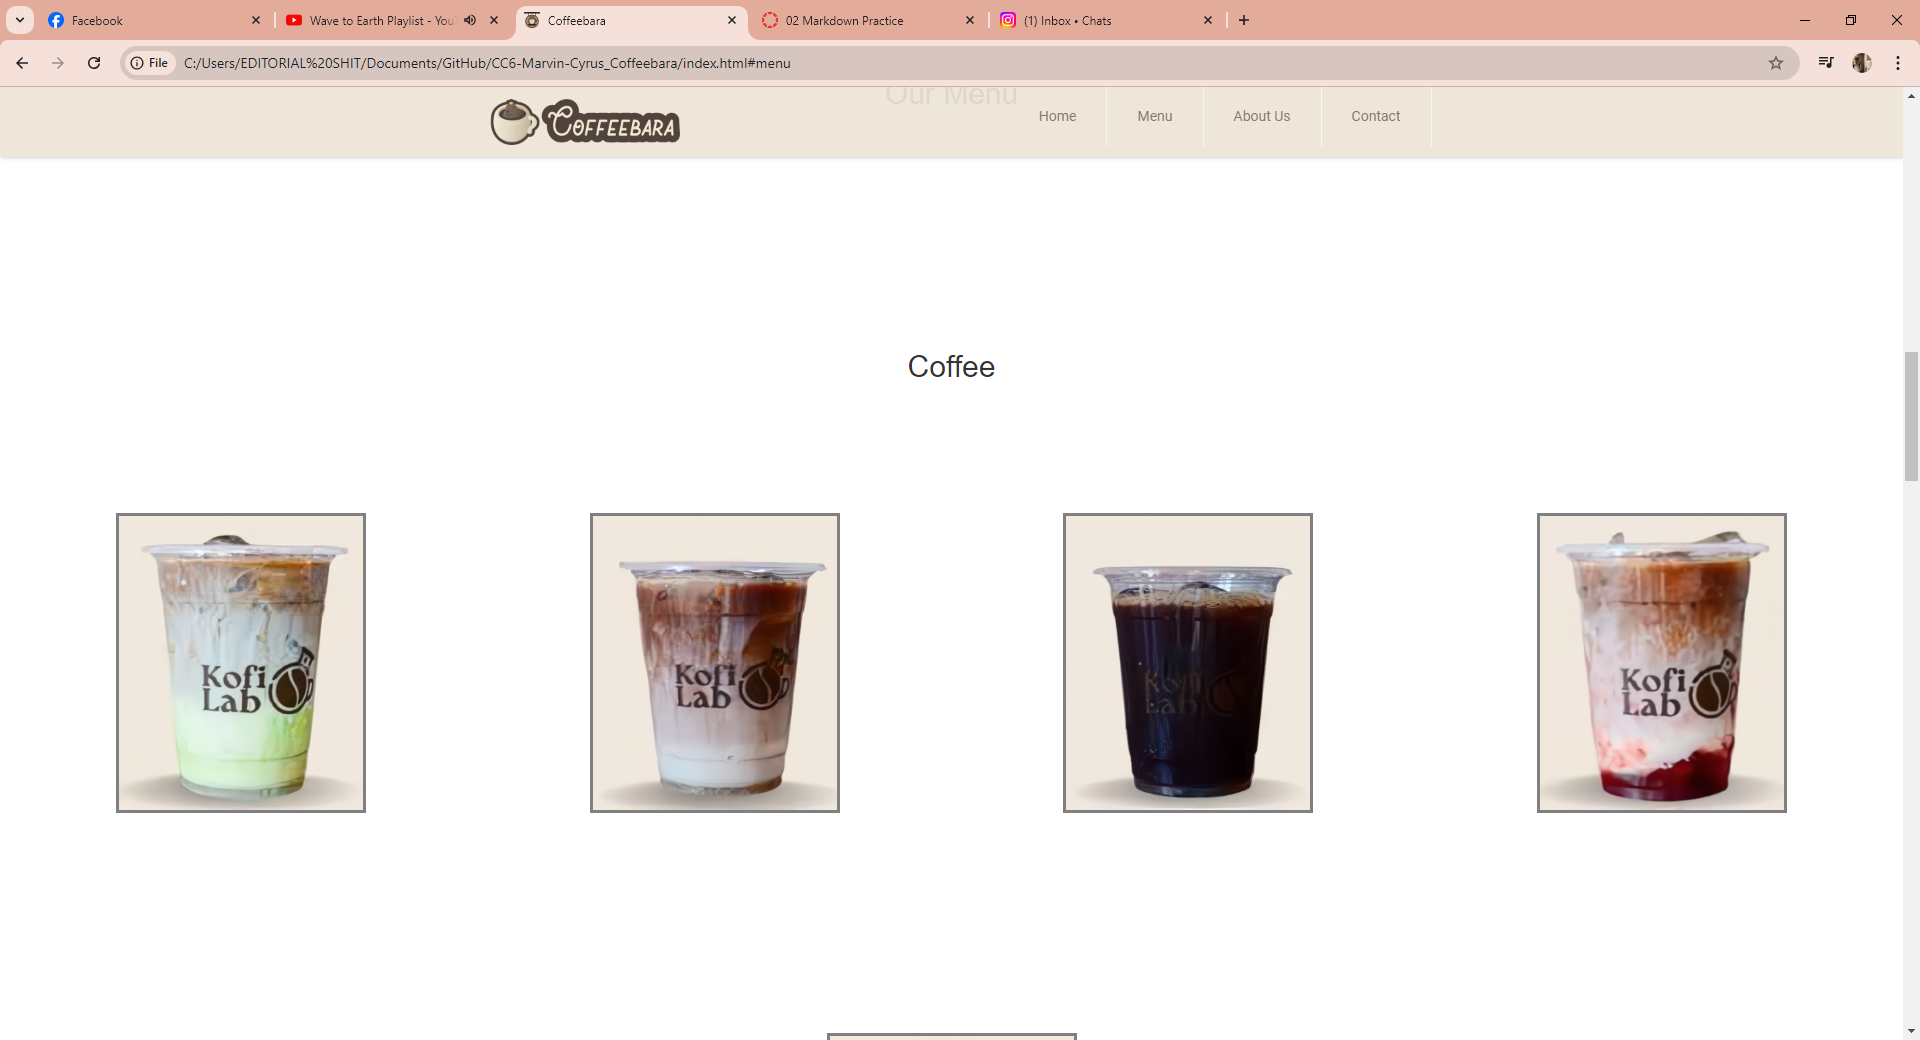 Facebook
Wave to Earth Playlist - You
Coffeebara
02 Markdown Practice
(1) Inbox • Chats
File
C:/Users/EDITORIAL%20SHIT/Documents/GitHub/CC6-Marvin-Cyrus_Coffeebara/index.html#menu
Our Menu
COFFEEBARA
Home
Menu
About Us
Contact
Coffee
Kofi
Lab
Kofi
Lab
Kofi
Lab
Kofi
Lab